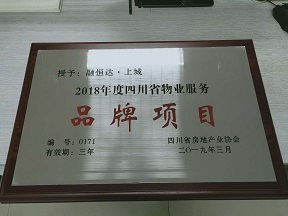 授予：融恒达·上城
2018年度四川省物业服务
品牌项目
编 号：0171
有效期：三年
四川省房地产业协会
二〇一九年三月